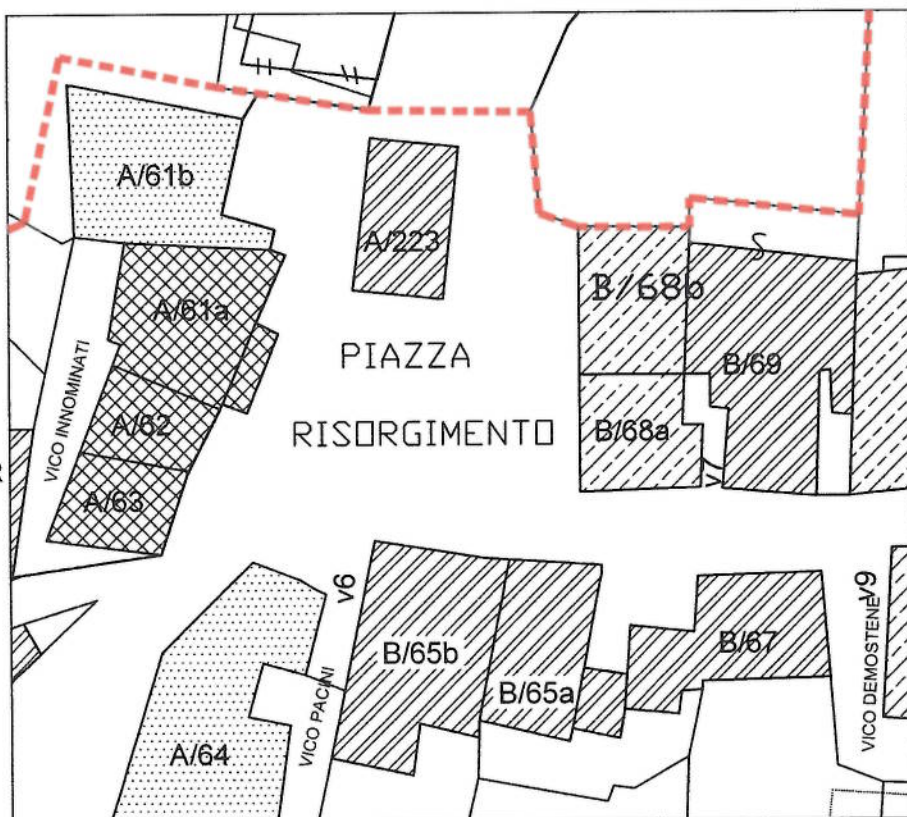 A/61b
A/223
A/61a
B/68b
PIAZZA
B/69
VICO INNOMINATI
A/62
RISORGIMENTO
B/68a
A/63
v6
v9
B/65b
B/67
B/65a
VICO DEMOSTENE
VICO PACINI
A/64